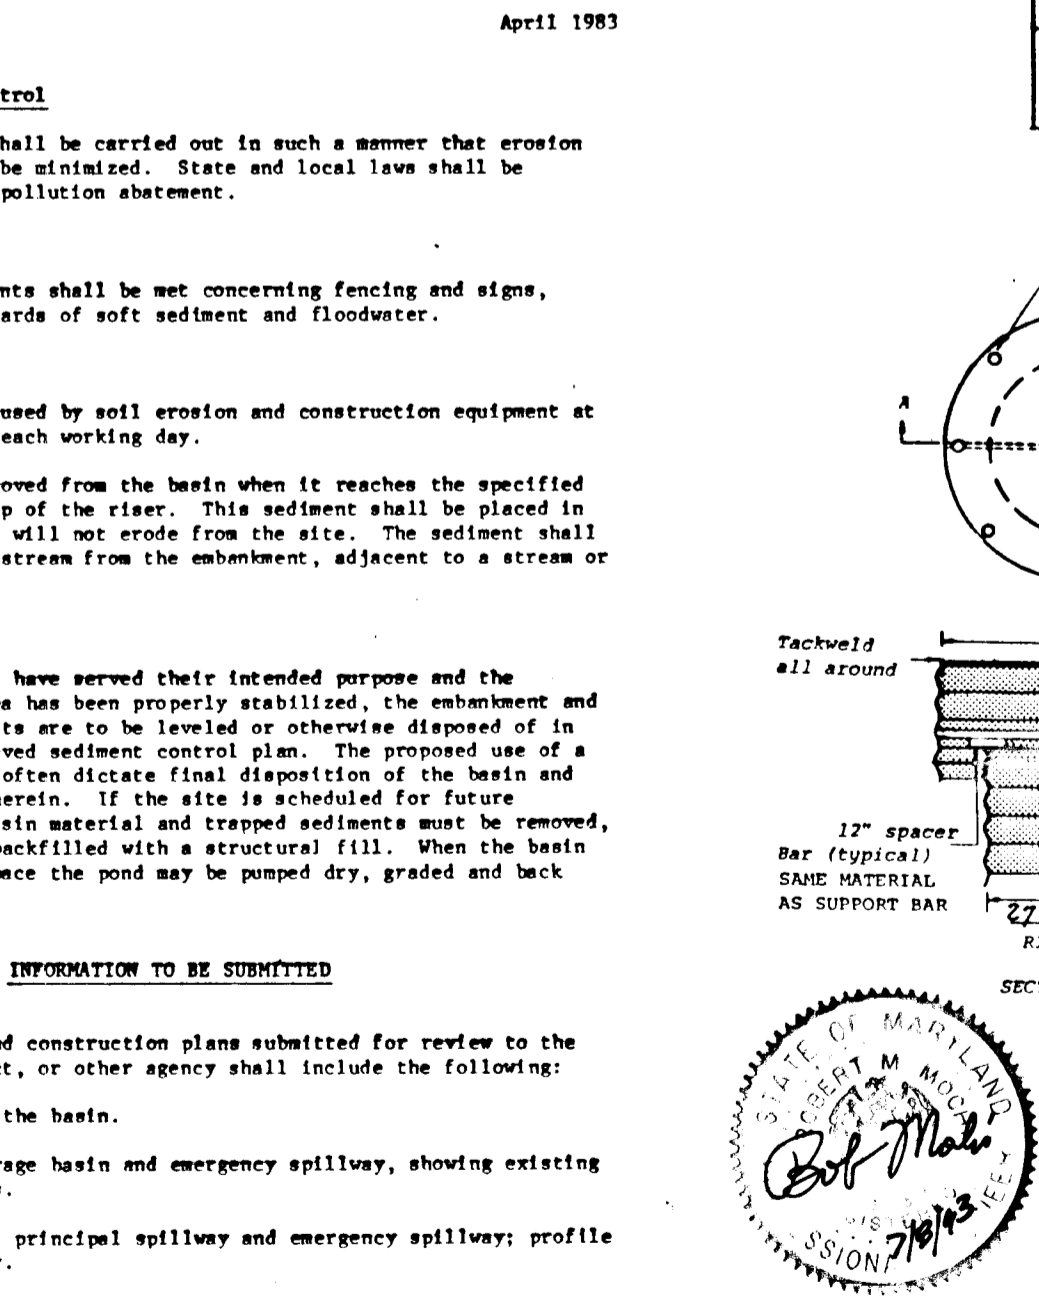 April 1983
trol
hall be carried out in such a manner that erosion
be minimized. State and local laws shall be
pollution abatement.
nts shall be met concerning fencing and signs,
ards of soft sediment and floodwater.
used by soil erosion and construction equipment at
each working day.
oved from the basin when it reaches the specified
p of the riser. This sediment shall be placed in
will not erode from the site. The sediment shall
stream from the embankment, adjacent to a stream or
have served their intended purpose and the
a has been properly stabilized, the embankment and
ts are to be leveled or otherwise disposed of in
ved sediment control plan. The proposed use of a
often dictate final disposition of the basin and
erein. If the site is scheduled for future
sin material and trapped sediments must be removed,
backfilled with a structural fill. When the basin
ace the pond may be pumped dry, graded and back
INFORMATION TO BE SUBMITTED
d construction plans submitted for review to the
t, or other agency shall include the following:
the basin.
rage basin and emergency spillway, showing existing
principal spillway and emergency spillway; profile
A
Tackweld
all around
12" spacer
Bar (typical)
SAME MATERIAL
AS SUPPORT BAR
27
R
SEC
STATE OF MARYLAND
ROBERT M MOCH
Bob
7/8/93
SSION